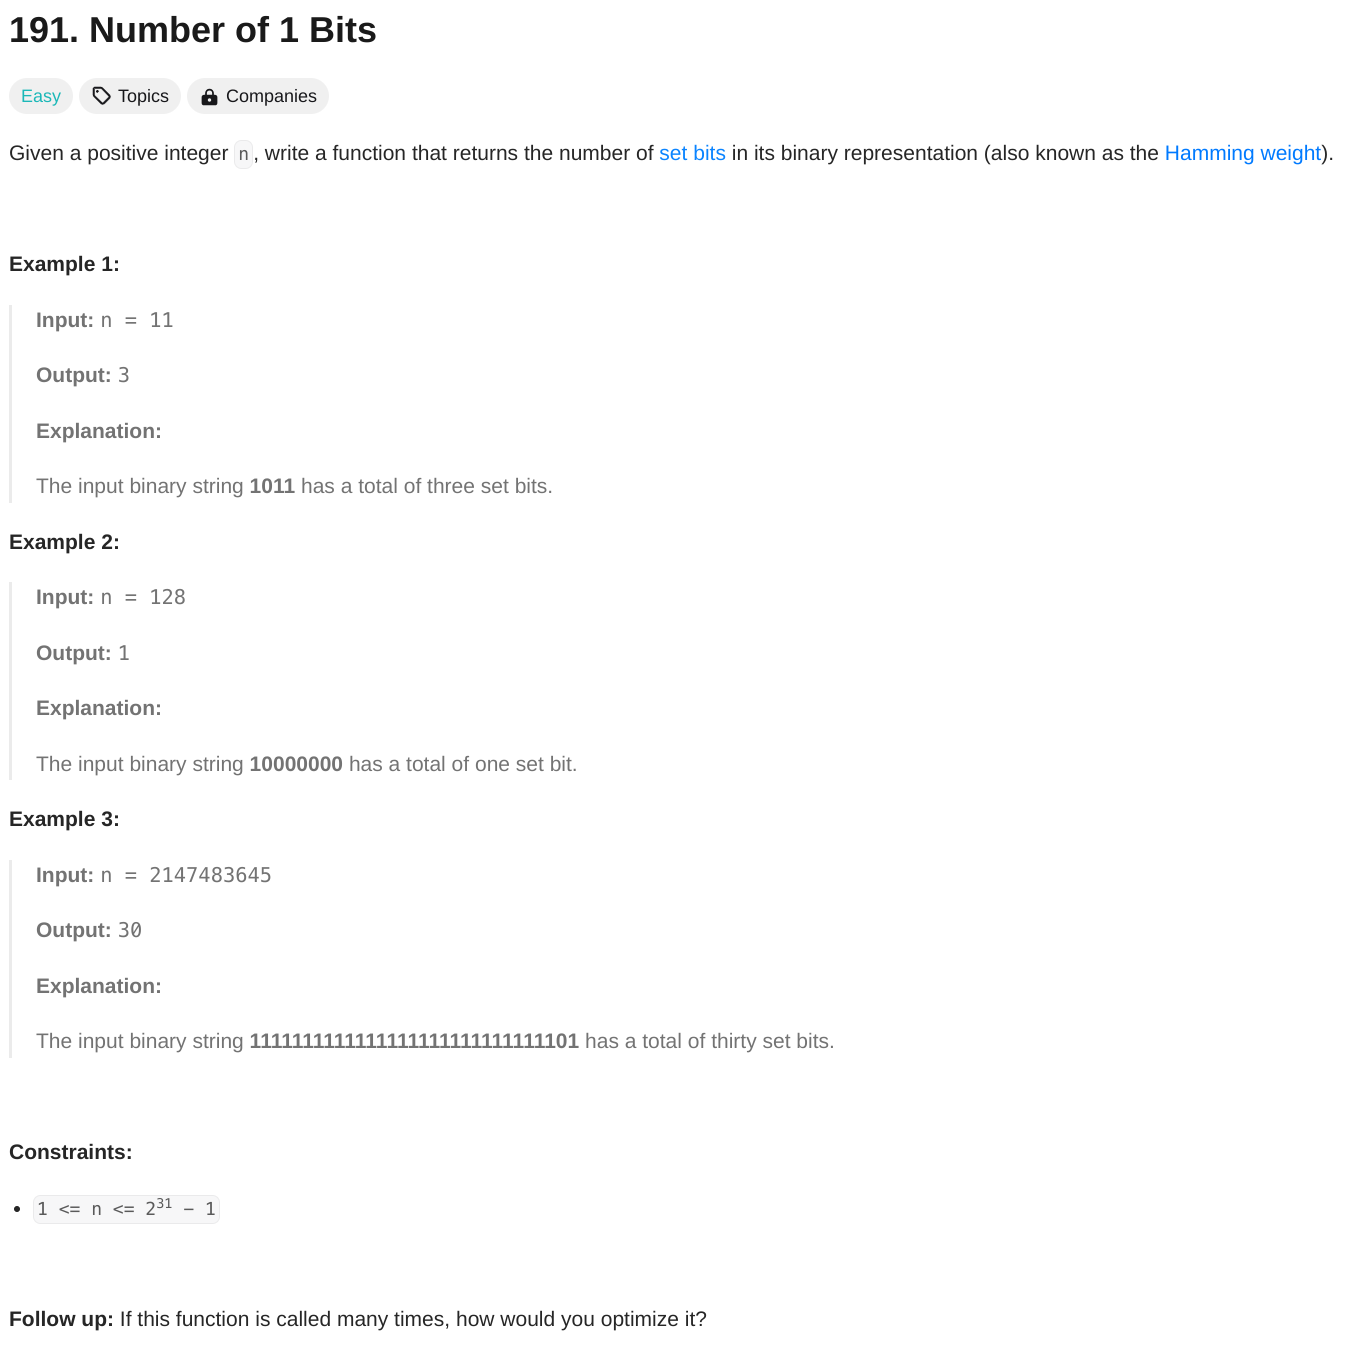 191. Number of 1 Bits
Easy Topics Companies
Given a positive integer n, write a function that returns the number of set bits in its binary representation (also known as the Hamming weight).
Example 1:
Input: n = 11
Output: 3
Explanation:
The input binary string 1011 has a total of three set bits.
Example 2:
Input: n = 128
Output: 1
Explanation:
The input binary string 10000000 has a total of one set bit.
Example 3:
Input: n = 2147483645
Output: 30
Explanation:
The input binary string 1111111111111111111111111111101 has a total of thirty set bits.
Constraints:
• 1 <= n <= 2³¹ − 1
Follow up: If this function is called many times, how would you optimize it?